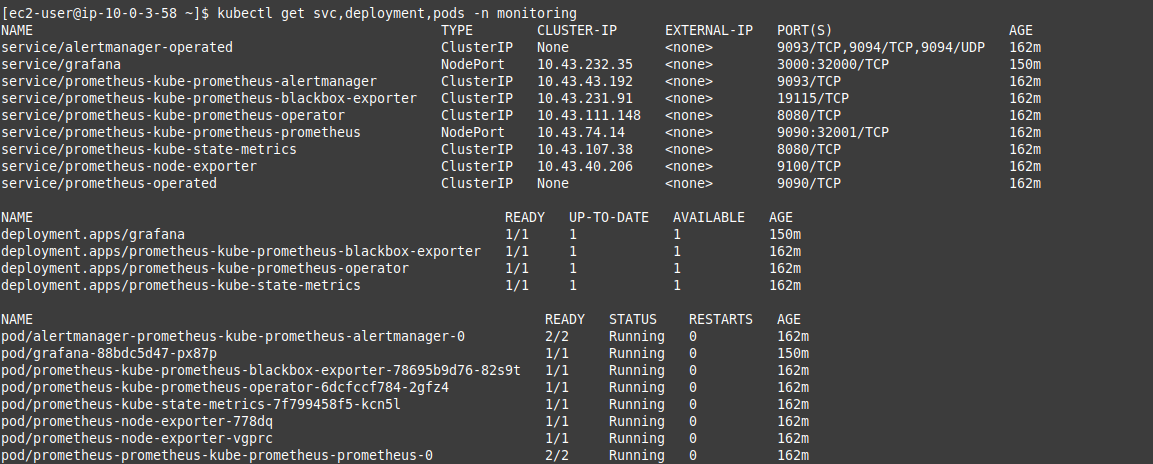 [ec2-user@ip-10-0-3-58 ~]$ kubectl get svc,deployment,pods -n monitoring
NAME TYPE CLUSTER-IP EXTERNAL-IP PORT(S) AGE
service/alertmanager-operated ClusterIP None <none> 9093/TCP,9094/TCP,9094/UDP 162m
service/grafana NodePort 10.43.232.35 <none> 3000:32000/TCP 150m
service/prometheus-kube-prometheus-alertmanager ClusterIP 10.43.43.192 <none> 9093/TCP 162m
service/prometheus-kube-prometheus-blackbox-exporter ClusterIP 10.43.231.91 <none> 19115/TCP 162m
service/prometheus-kube-prometheus-operator ClusterIP 10.43.111.148 <none> 8080/TCP 162m
service/prometheus-kube-prometheus-prometheus NodePort 10.43.74.14 <none> 9090:32001/TCP 162m
service/prometheus-kube-state-metrics ClusterIP 10.43.107.38 <none> 8080/TCP 162m
service/prometheus-node-exporter ClusterIP 10.43.40.206 <none> 9100/TCP 162m
service/prometheus-operated ClusterIP None <none> 9090/TCP 162m
NAME READY UP-TO-DATE AVAILABLE AGE
deployment.apps/grafana 1/1 1 1 150m
deployment.apps/prometheus-kube-prometheus-blackbox-exporter 1/1 1 1 162m
deployment.apps/prometheus-kube-prometheus-operator 1/1 1 1 162m
deployment.apps/prometheus-kube-state-metrics 1/1 1 1 162m
NAME READY STATUS RESTARTS AGE
pod/alertmanager-prometheus-kube-prometheus-alertmanager-0 2/2 Running 0 162m
pod/grafana-88bdc5d47-px87p 1/1 Running 0 150m
pod/prometheus-kube-prometheus-blackbox-exporter-78695b9d76-82s9t 1/1 Running 0 162m
pod/prometheus-kube-prometheus-operator-6dcfccf784-2gfz4 1/1 Running 0 162m
pod/prometheus-kube-state-metrics-7f799458f5-kcn5l 1/1 Running 0 162m
pod/prometheus-node-exporter-778dq 1/1 Running 0 162m
pod/prometheus-node-exporter-vgprc 1/1 Running 0 162m
pod/prometheus-prometheus-kube-prometheus-prometheus-0 2/2 Running 0 162m